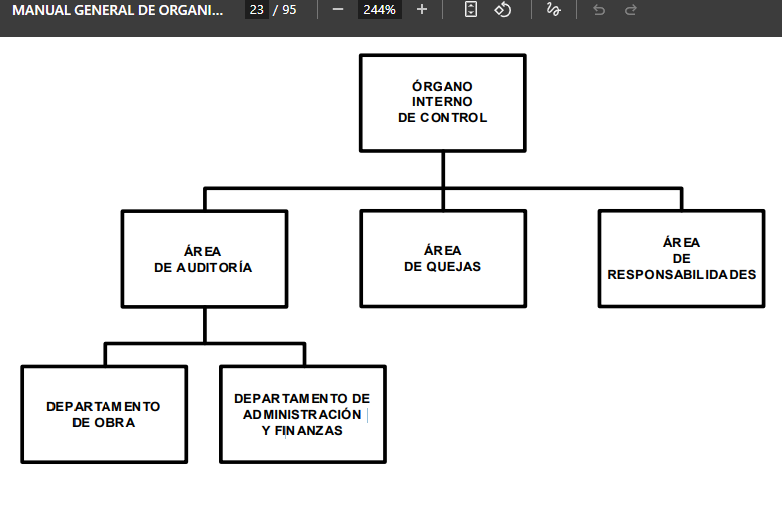 MANUAL GENERAL DE ORGANI...
23 / 95
244%
ÓRGANO
INTERNO
DE CONTROL
ÁREA
DE AUDITORÍA
ÁREA
DE QUEJAS
ÁREA
DE
RESPONSABILIDADES
DEPARTAMENTO
DE OBRA
DEPARTAMENTO DE
ADMINISTRACIÓN
Y FINANZAS